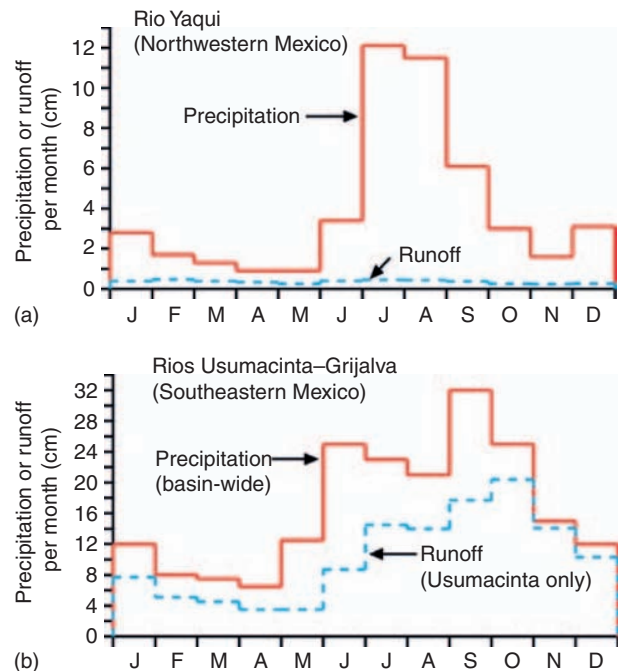 Rio Yaqui
(Northwestern Mexico)
Precipitation or runoff
per month (cm)
12
10
8
6
4
2
0
Precipitation
Runoff
J F M A M J J A S O N D
(a)
Rios Usumacinta–Grijalva
(Southeastern Mexico)
Precipitation or runoff
per month (cm)
32
28
24
20
16
12
8
4
0
Precipitation
(basin-wide)
Runoff
(Usumacinta only)
J F M A M J J A S O N D
(b)